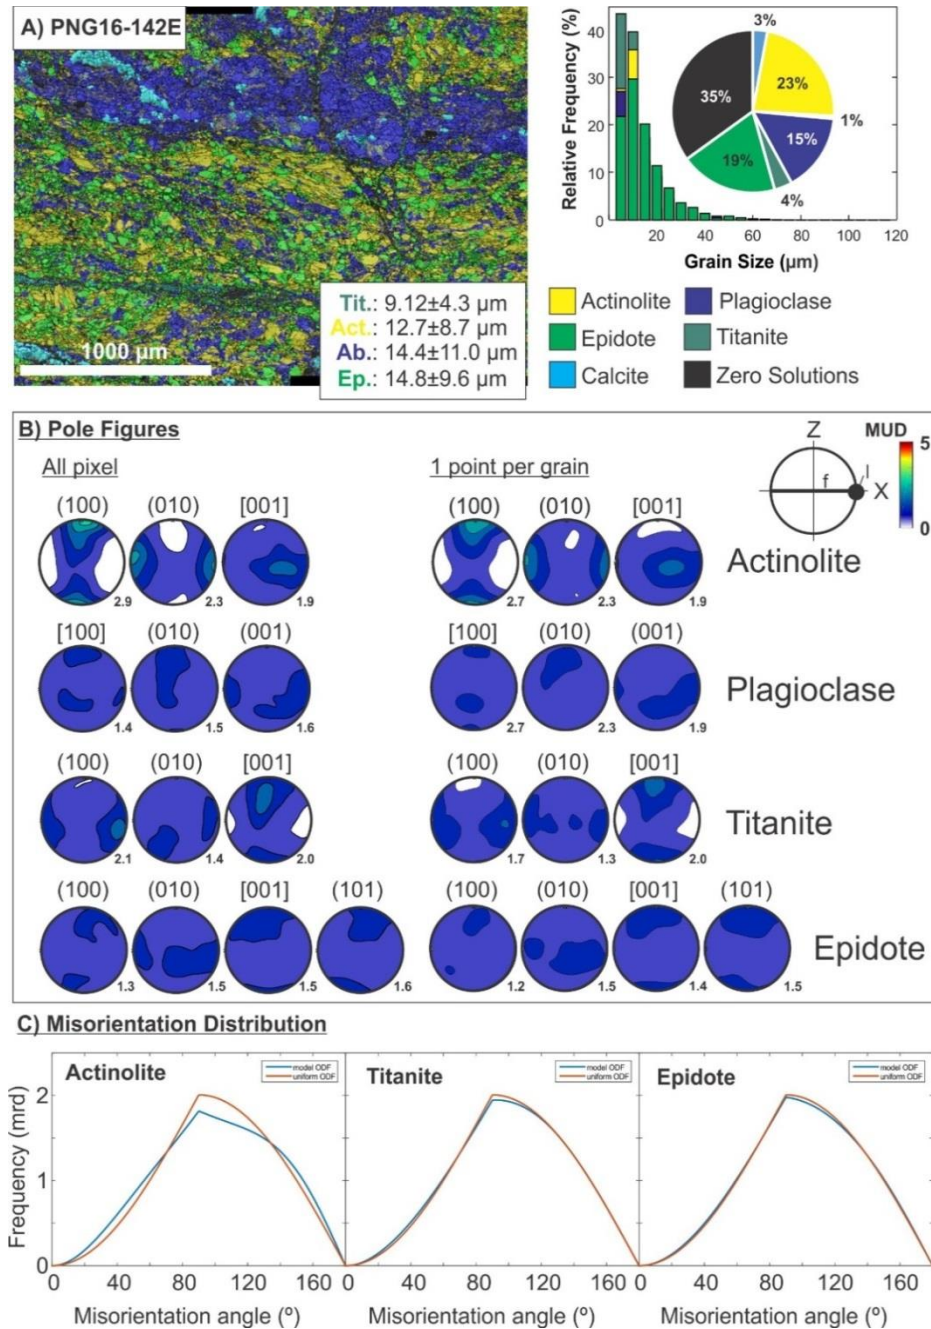 A) PNG16-142E
Tit.: 9.12±4.3 µm
Act.: 12.7±8.7 µm
Ab.: 14.4±11.0 µm
Ep.: 14.8±9.6 µm
1000 µm
Relative Frequency (%)
40
30
20
10
0
20 40 60 80 100 120
Grain Size (µm)
3%
23%
1%
15%
4%
19%
35%
Actinolite
Plagioclase
Epidote
Titanite
Calcite
Zero Solutions
B) Pole Figures
All pixel
1 point per grain
Z
f
l
X
MUD
5
0
(100) (010) [001]
2.9 2.3 1.9
(100) (010) [001]
2.7 2.3 1.9
Actinolite
[100] (010) (001)
1.4 1.5 1.6
[100] (010) (001)
2.7 2.3 1.9
Plagioclase
(100) (010) [001]
2.1 1.4 2.0
(100) (010) [001]
1.7 1.3 2.0
Titanite
(100) (010) [001] (101)
1.3 1.5 1.5 1.6
(100) (010) [001] (101)
1.2 1.5 1.4 1.5
Epidote
C) Misorientation Distribution
Frequency (mrd)
2
1
0
Actinolite
model ODF
uniform ODF
0 40 80 120 160
Misorientation angle (º)
Titanite
model ODF
uniform ODF
0 40 80 120 160
Misorientation angle (º)
Epidote
model ODF
uniform ODF
0 40 80 120 160
Misorientation angle (º)